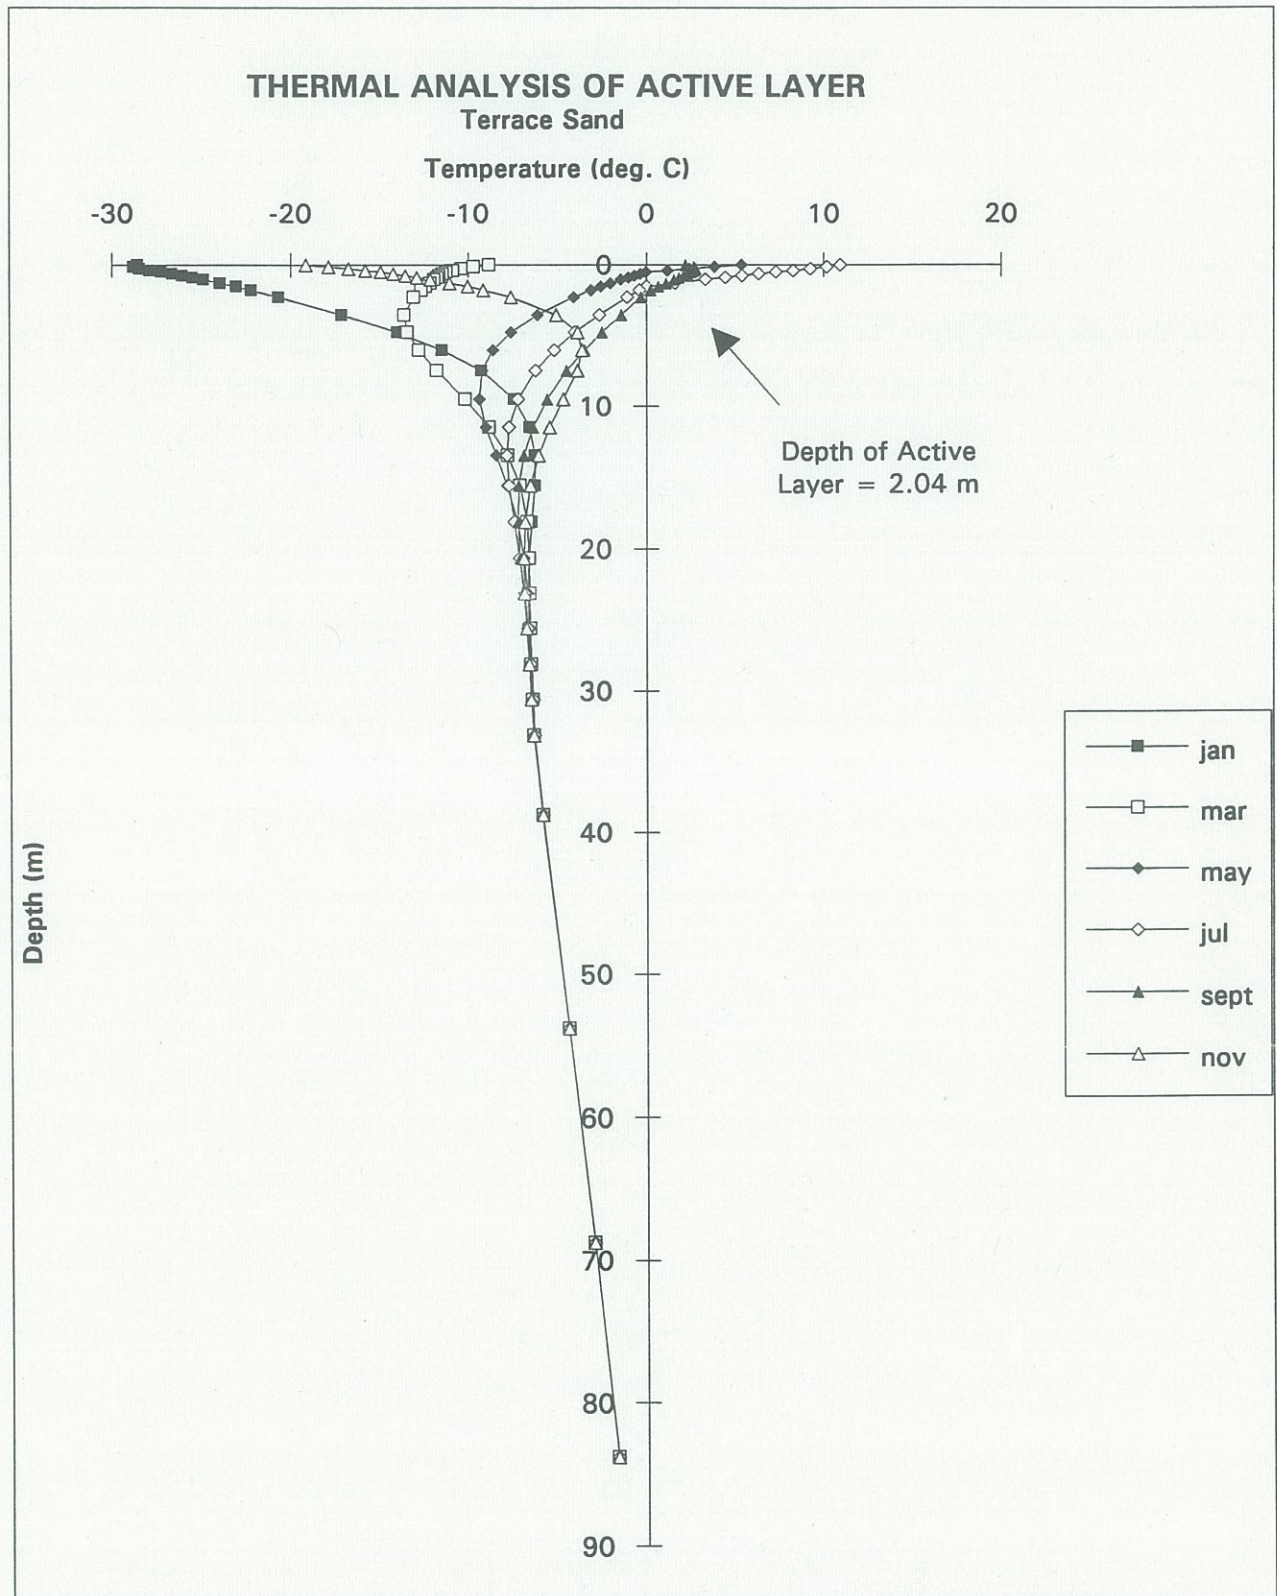 THERMAL ANALYSIS OF ACTIVE LAYER
Terrace Sand
Temperature (deg. C)
-30 -20 -10 0 10 20
0
10
Depth of Active
Layer = 2.04 m
20
30
jan
mar
40
Depth (m)
may
jul
50
sept
nov
60
70
80
90